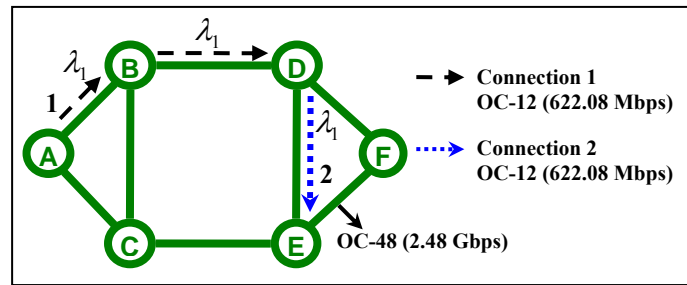 λ₁
λ₁
B
D
1
λ₁
A
F
2
C
E
OC-48 (2.48 Gbps)
Connection 1
OC-12 (622.08 Mbps)
Connection 2
OC-12 (622.08 Mbps)